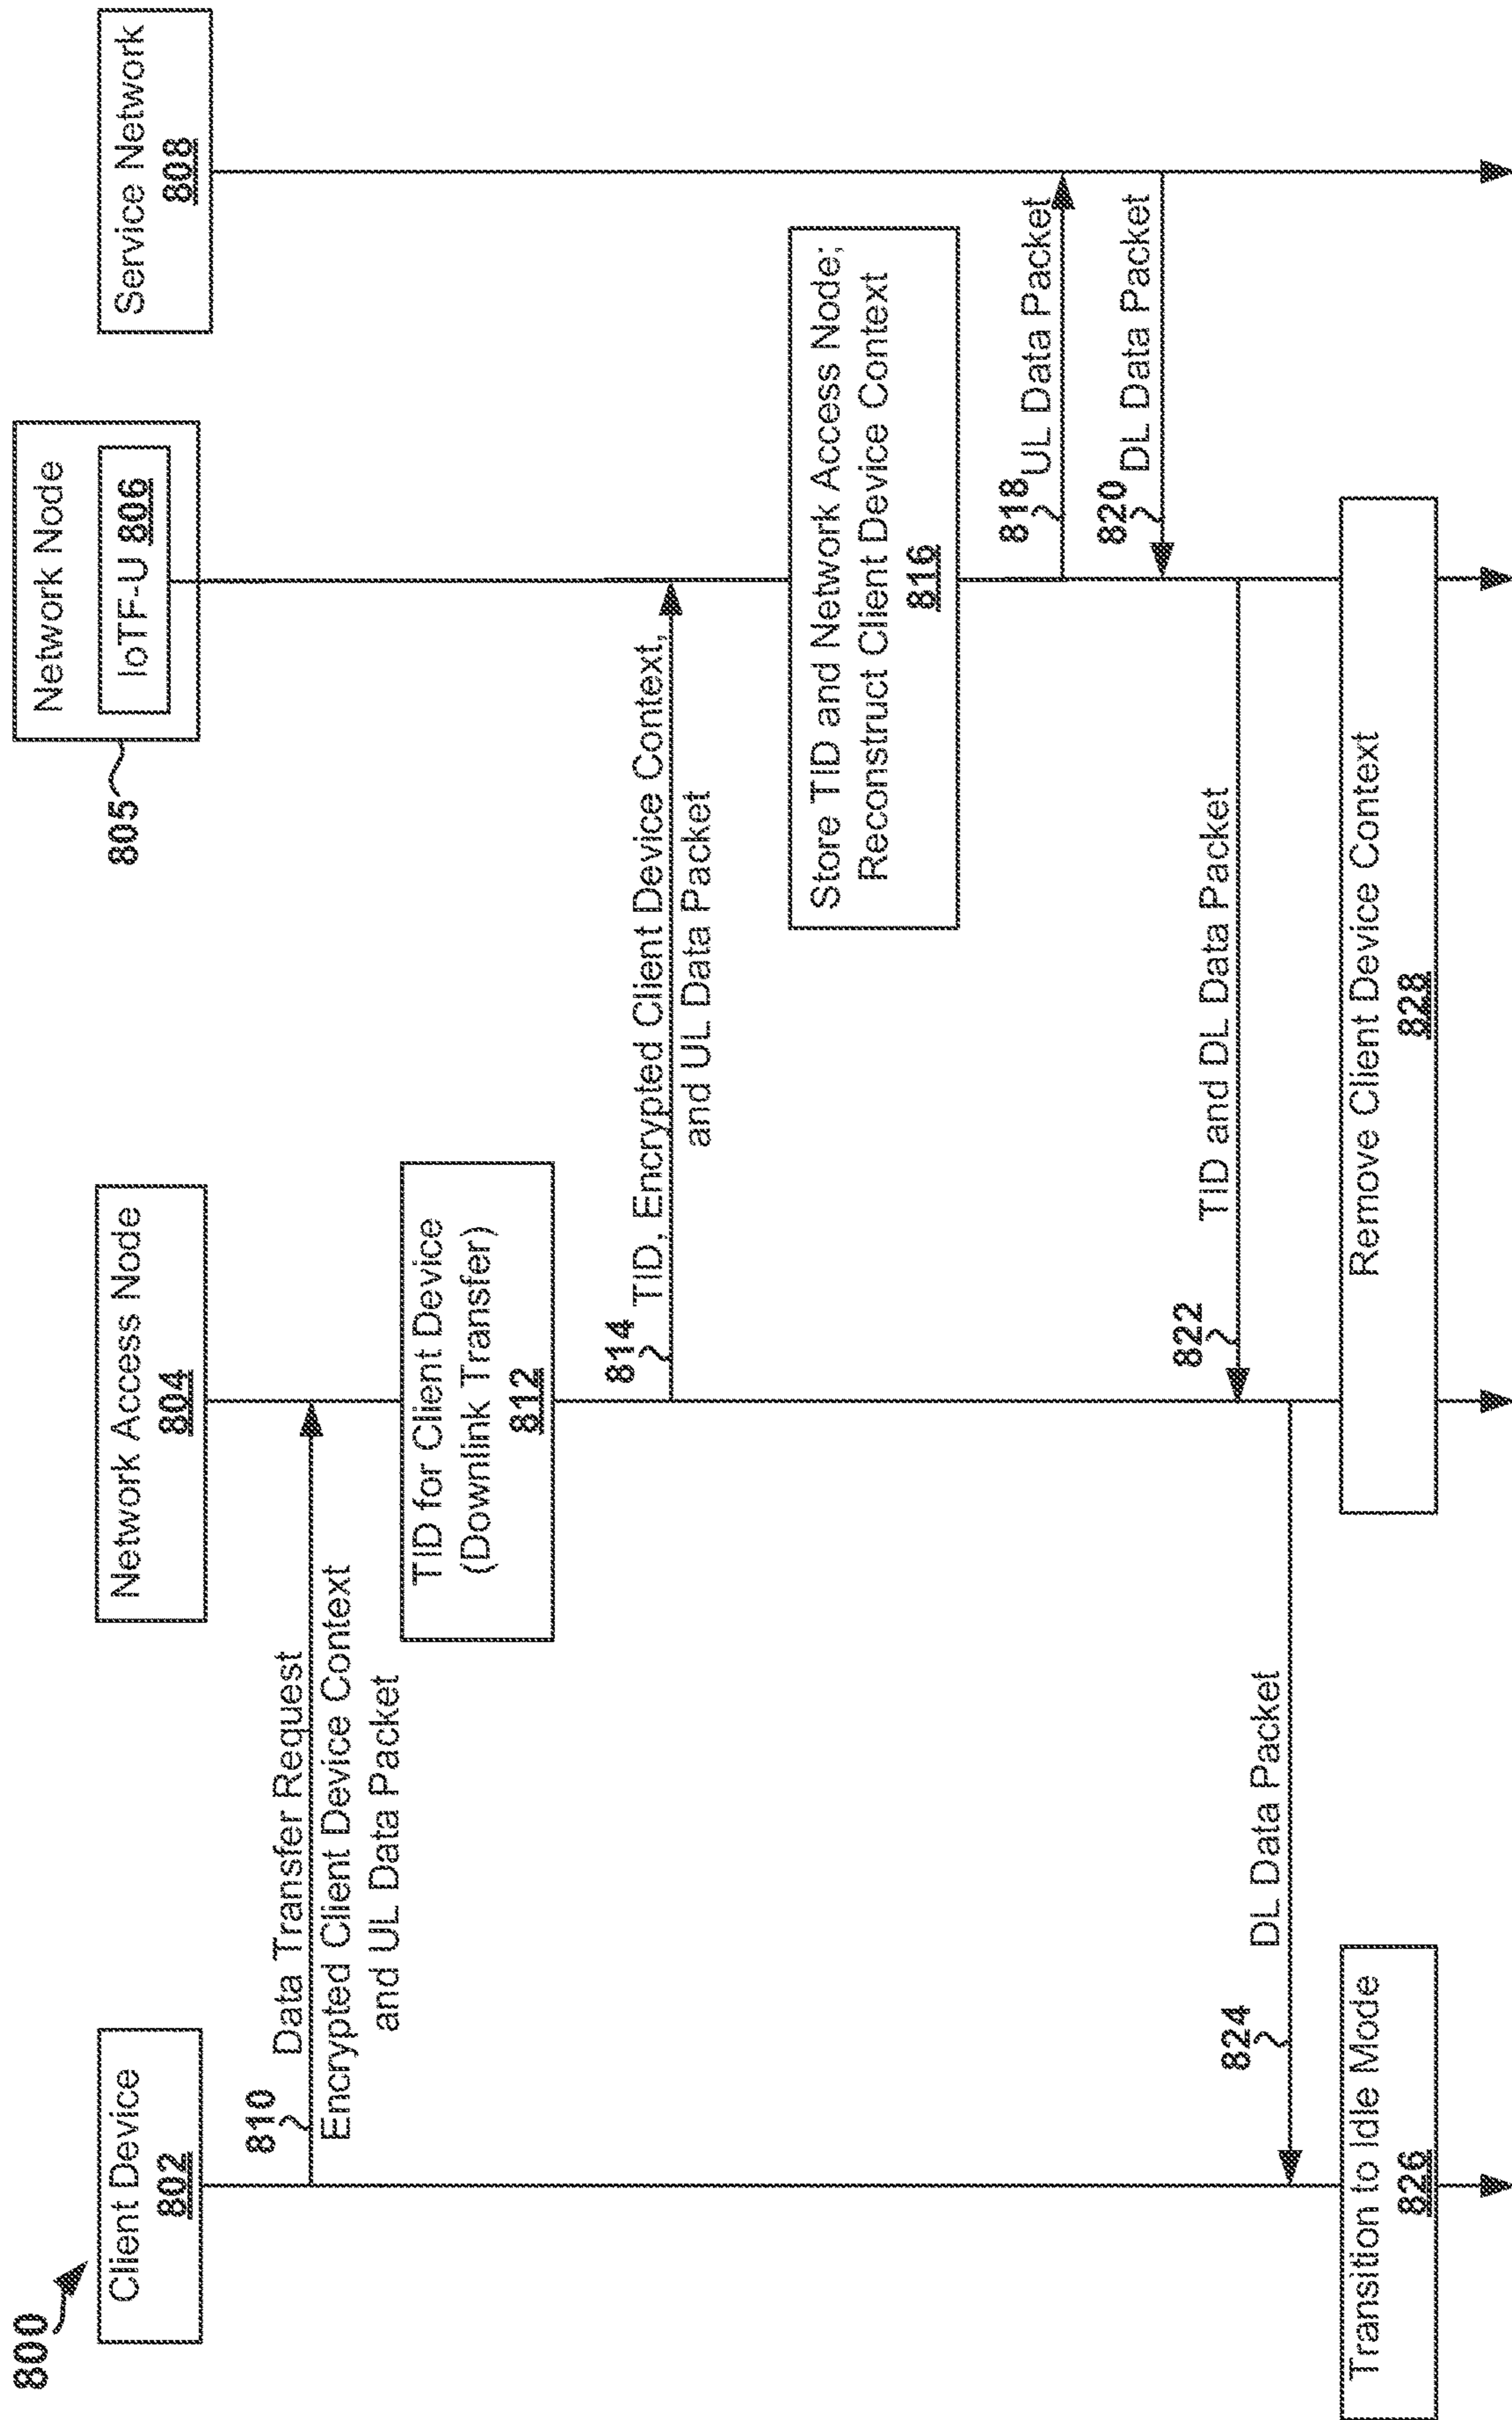 800
Client Device
802
Network Access Node
804
Network Node
IoTF-U 806
805
Service Network
808
810
Data Transfer Request
Encrypted Client Device Context
and UL Data Packet
TID for Client Device
(Downlink Transfer)
812
814
TID, Encrypted Client Device Context,
and UL Data Packet
Store TID and Network Access Node;
Reconstruct Client Device Context
816
818
UL Data Packet
820
DL Data Packet
822
TID and DL Data Packet
824
DL Data Packet
Transition to Idle Mode
826
Remove Client Device Context
828